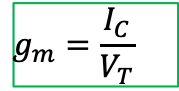 g_m = I_C / V_T